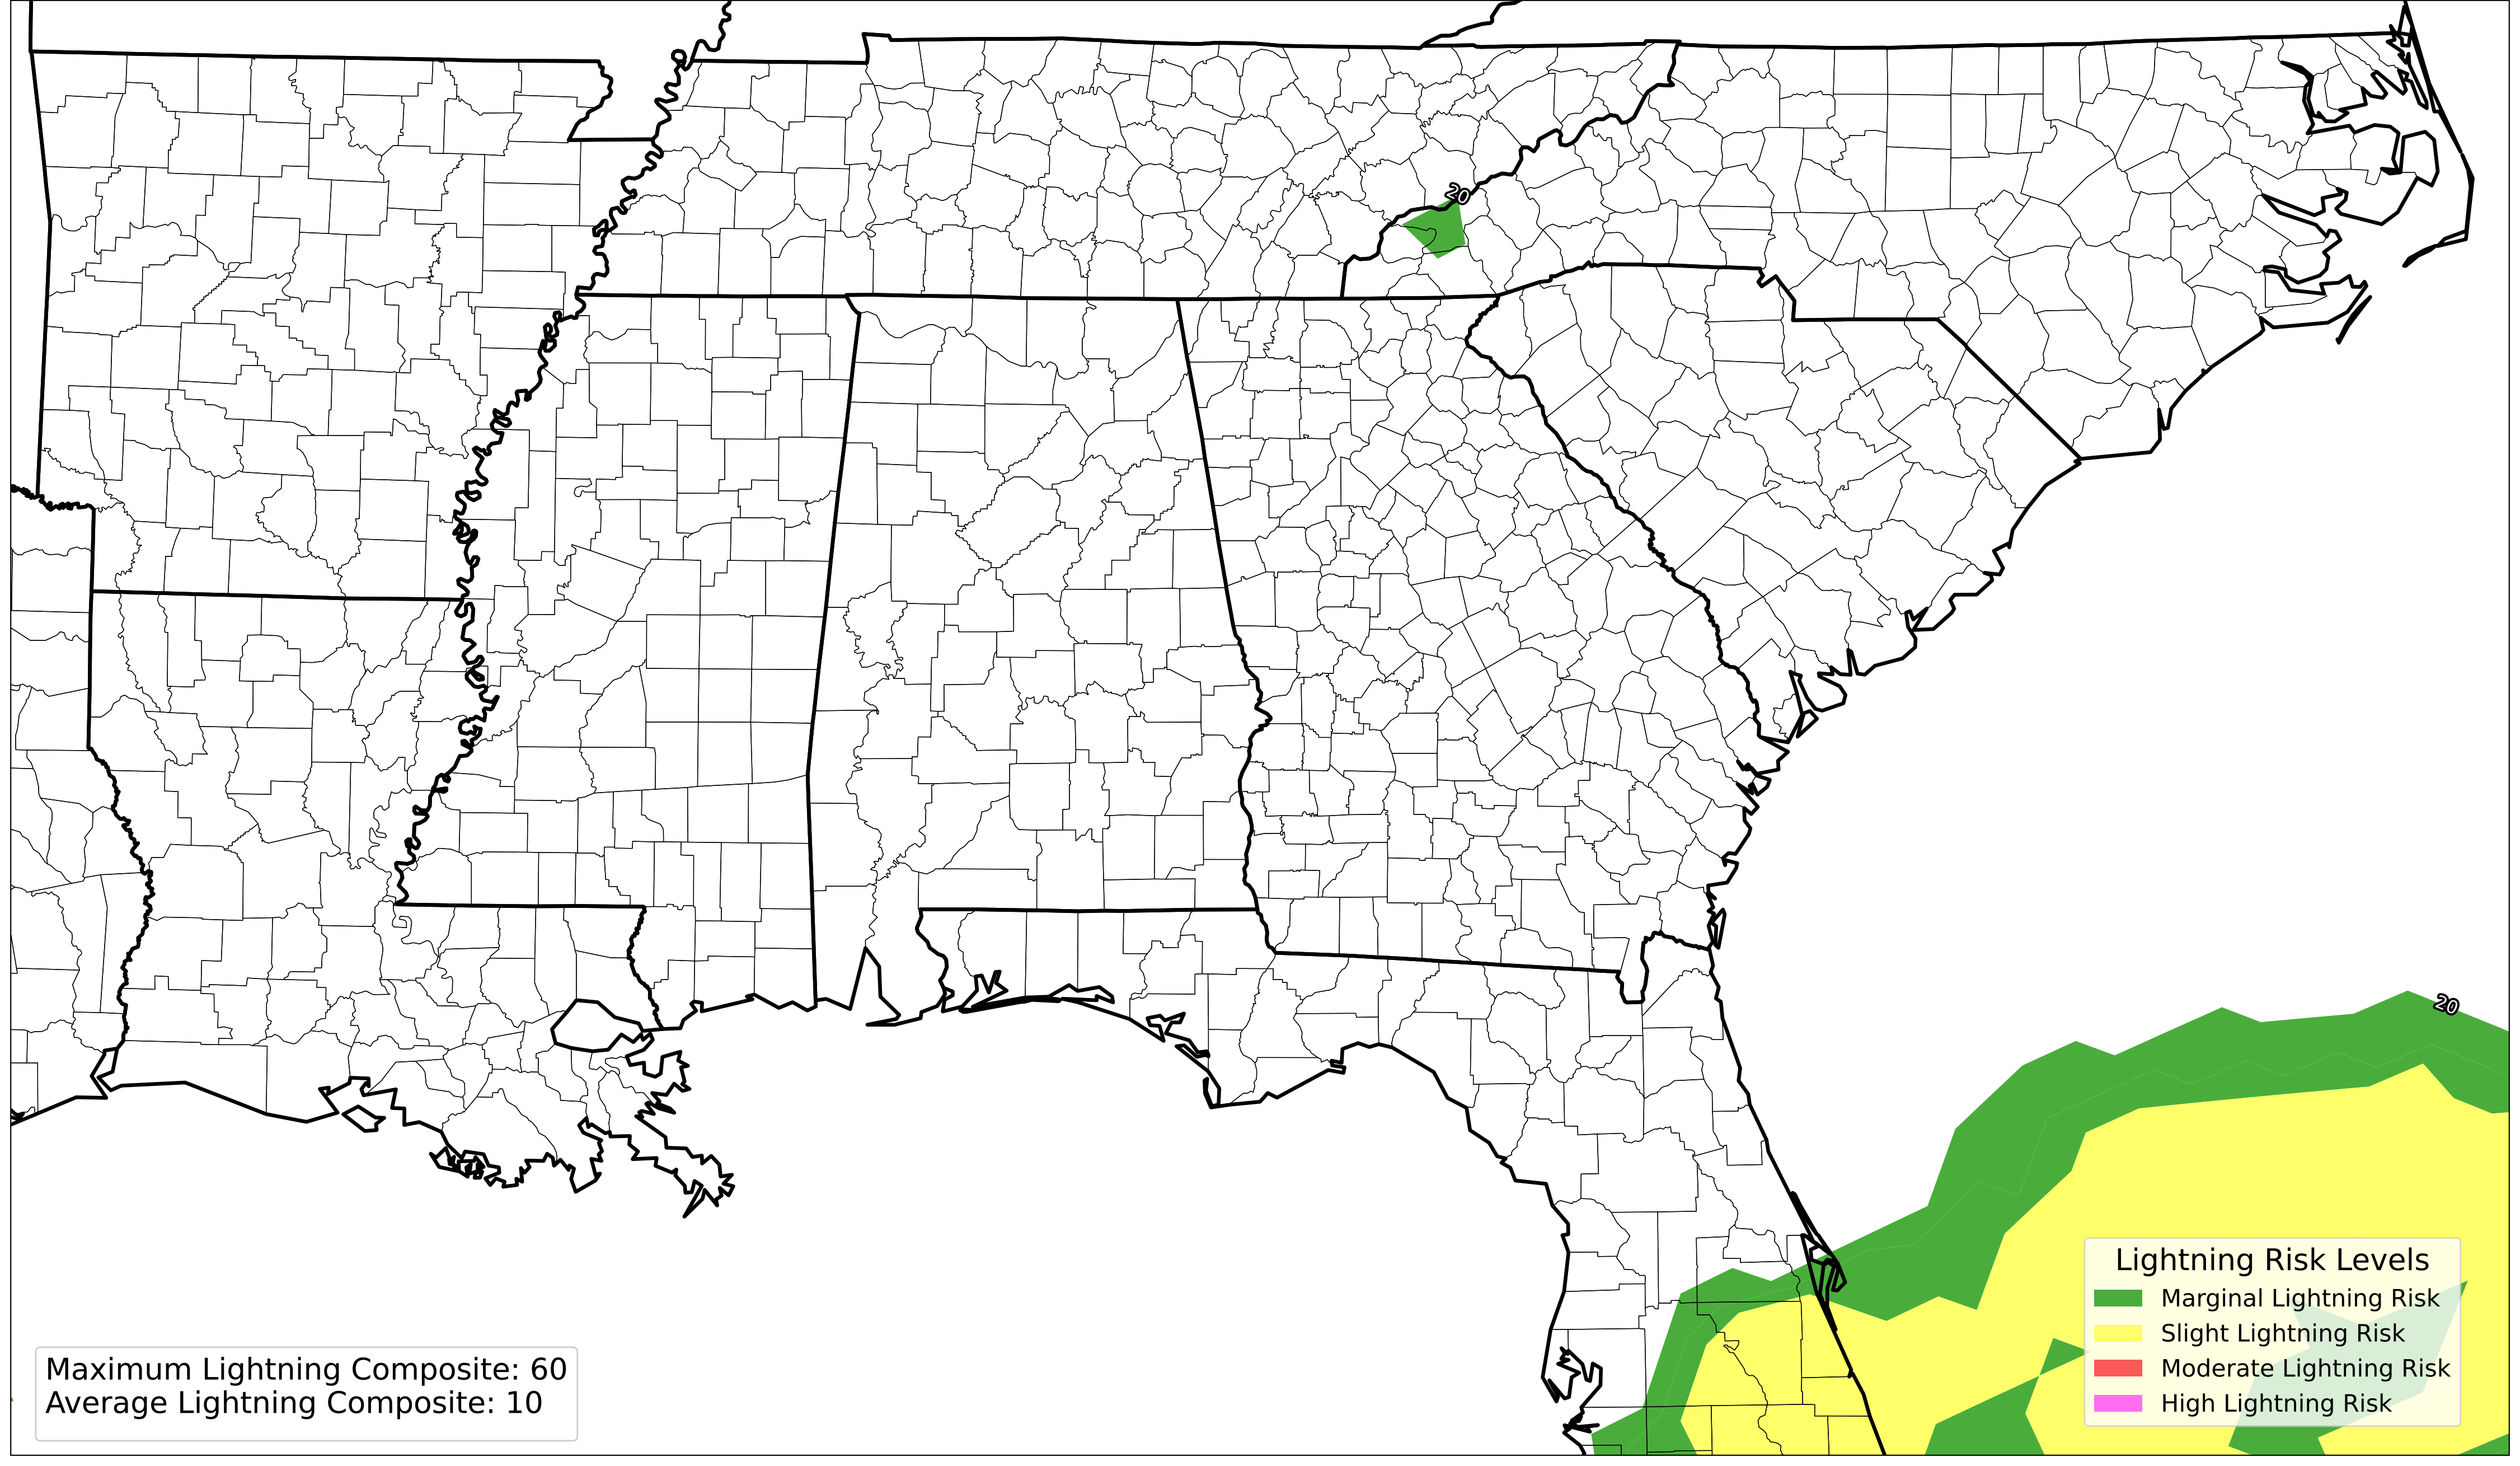 20
20
Lightning Risk Levels
Marginal Lightning Risk
Slight Lightning Risk
Moderate Lightning Risk
High Lightning Risk
Maximum Lightning Composite: 60
Average Lightning Composite: 10